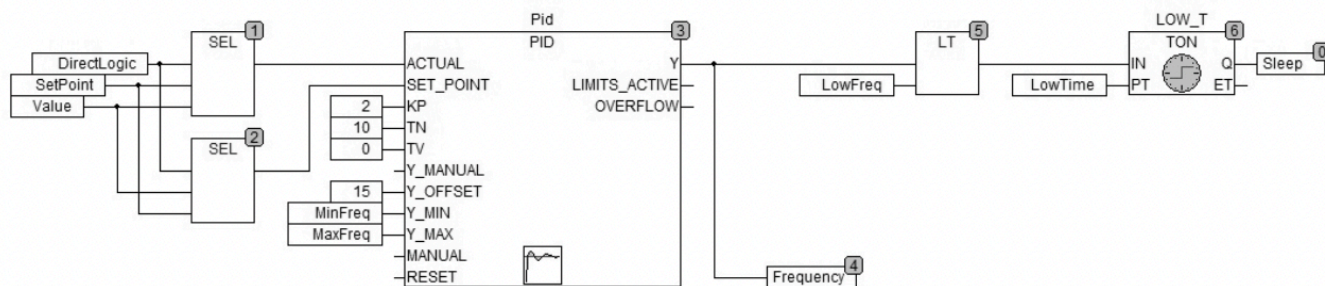 1
SEL
DirectLogic
SetPoint
Value
2
SEL
Pid
3
PID
ACTUAL
SET_POINT
2 KP
10 TN
0 TV
Y_MANUAL
15 Y_OFFSET
MinFreq Y_MIN
MaxFreq Y_MAX
MANUAL
RESET
Y
LIMITS_ACTIVE
OVERFLOW
4
Frequency
5
LT
LowFreq
LOW_T
6
TON
IN Q
LowTime PT ET
0
Sleep